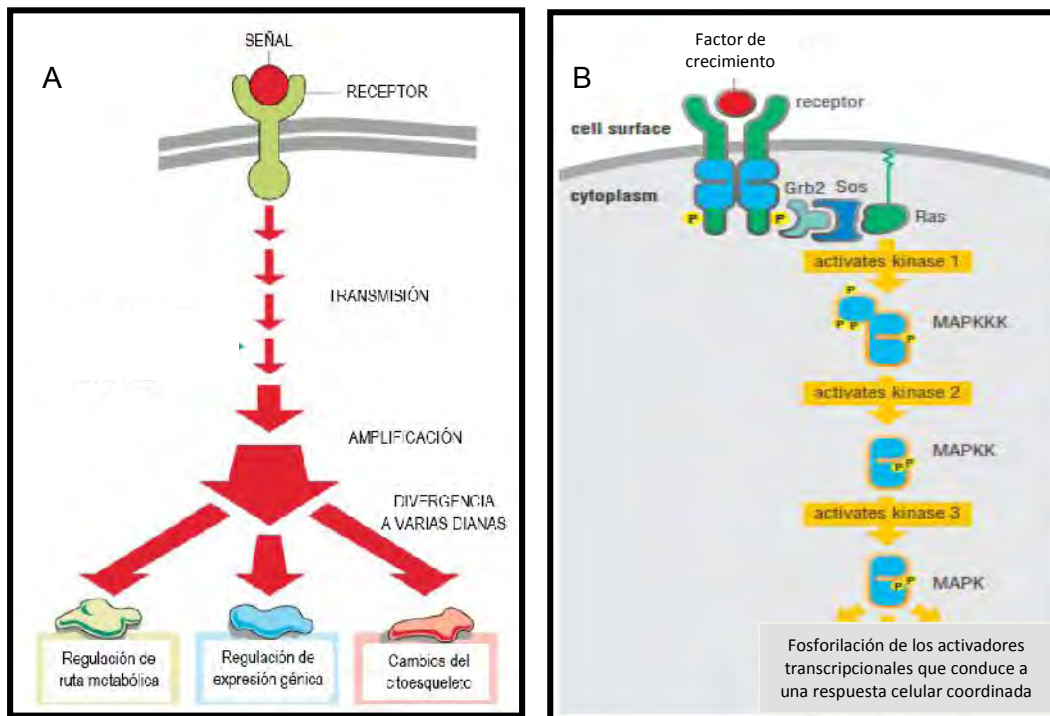 A
SEÑAL
RECEPTOR
TRANSMISIÓN
AMPLIFICACIÓN
DIVERGENCIA
A VARIAS DIANAS
Regulación de
ruta metabólica
Regulación de
expresión génica
Cambios del
citoesqueleto
B
Factor de
crecimiento
receptor
cell surface
cytoplasm
Grb2 Sos
P
P
Ras
activates kinase 1
P
P
P
P
MAPKKK
activates kinase 2
P
P
MAPKK
activates kinase 3
P
P
MAPK
Fosforilación de los activadores
transcripcionales que conduce a
una respuesta celular coordinada